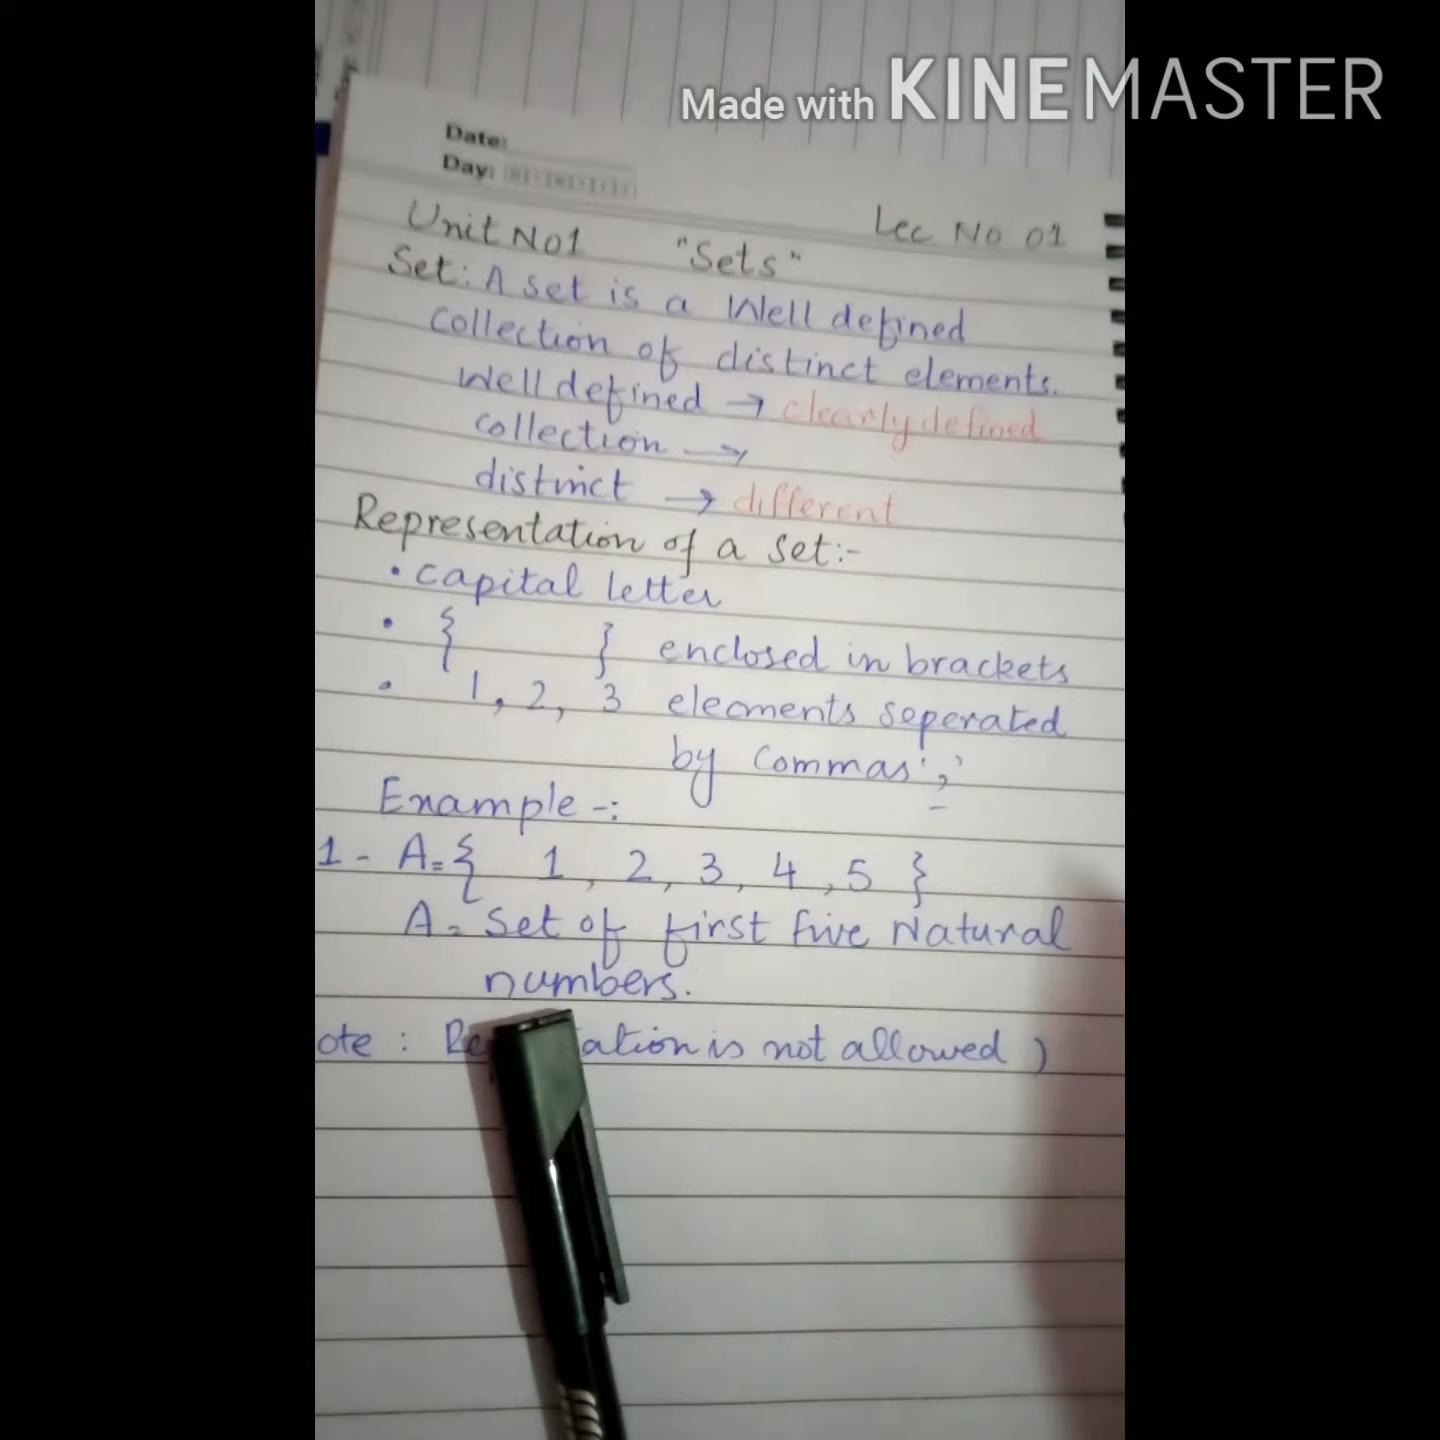 Made with KINEMASTER
Date:
Day:
Lec No 01
Unit No1 "Sets"
Set: A set is a Well defined
collection of distinct elements.
Well defined → clearly defined
collection →
distinct → different
Representation of a set:-
• capital letter
• { } enclosed in brackets
• 1, 2, 3 elecments seperated
by Commas ','
Example -:
1 - A={ 1, 2, 3, 4, 5 }
A = Set of first five Natural
numbers.
ote : Re ation is not allowed )